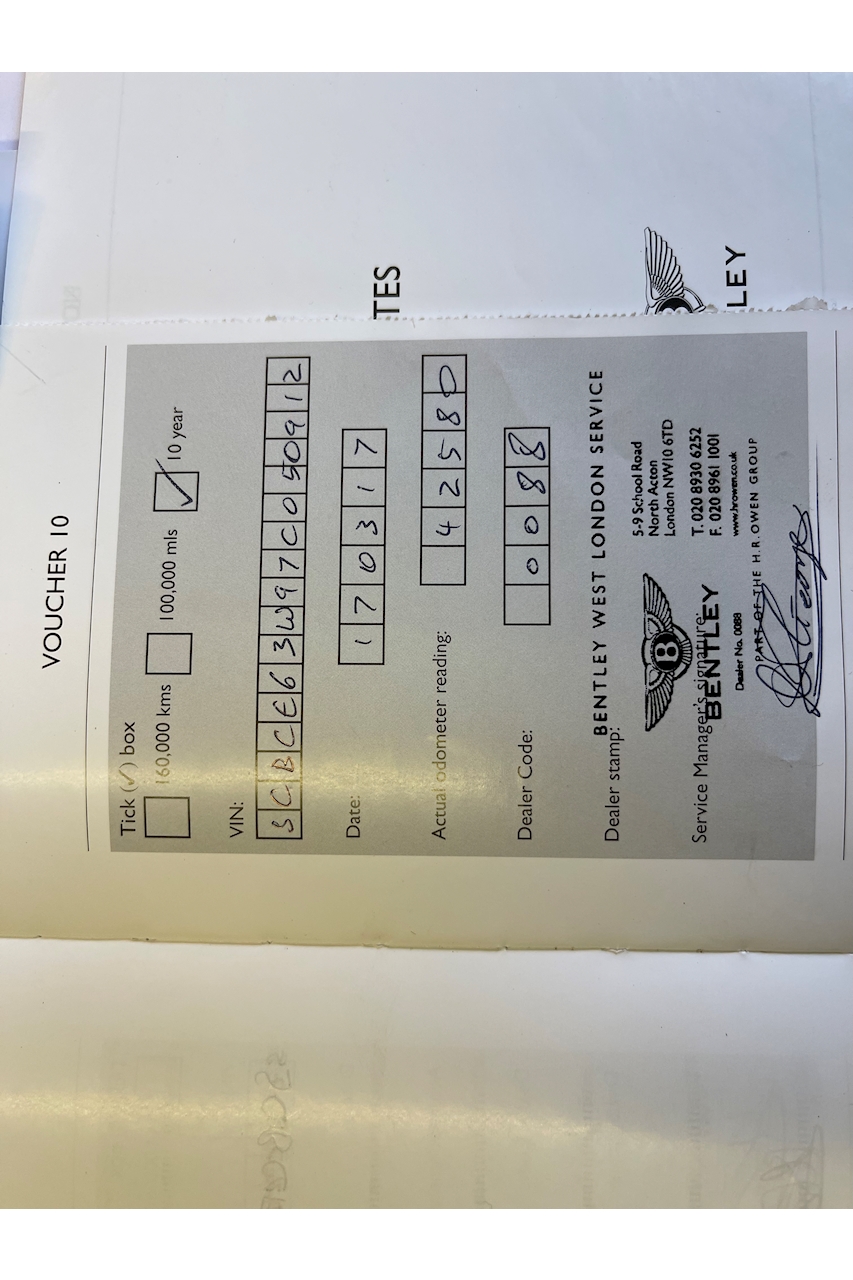 VOUCHER 10
Tick (✓) box
160,000 kms 100,000 mls ✓ 10 year
VIN:
SCBCE63W97C050912
Date:
170317
Actual odometer reading:
42580
Dealer Code:
0088
BENTLEY WEST LONDON SERVICE
Dealer stamp:
5-9 School Road
North Acton
London NW10 6TD
T. 020 8930 6252
F. 020 8961 1001
www.hrowen.co.uk
B
BENTLEY
Service Manager's signature:
Dealer No. 0088
PART OF THE H.R.OWEN GROUP
TES
B
LEY